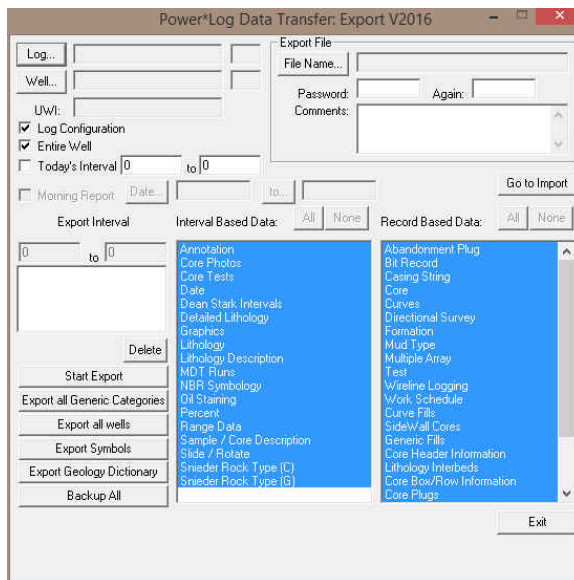 Power*Log Data Transfer: Export V2016
Log...
Well...
UWI:
Log Configuration
Entire Well
Today's Interval 0 to 0
Morning Report Date... to...
Export File
File Name...
Password: Again:
Comments:
Go to Import
Export Interval
0 to 0
Delete
Start Export
Export all Generic Categories
Export all wells
Export Symbols
Export Geology Dictionary
Backup All
Interval Based Data: All None
Annotation
Core Photos
Core Tests
Date
Dean Stark Intervals
Detailed Lithology
Graphics
Lithology
Lithology Description
MDT Runs
NBR Symbology
Oil Staining
Percent
Range Data
Sample / Core Description
Slide / Rotate
Snieder Rock Type (C)
Snieder Rock Type (G)
Record Based Data: All None
Abandonment Plug
Bit Record
Casing String
Core
Curves
Directional Survey
Formation
Mud Type
Multiple Array
Test
Wireline Logging
Work Schedule
Curve Fills
SideWall Cores
Generic Fills
Core Header Information
Lithology Interbeds
Core Box/Row Information
Core Plugs
Exit